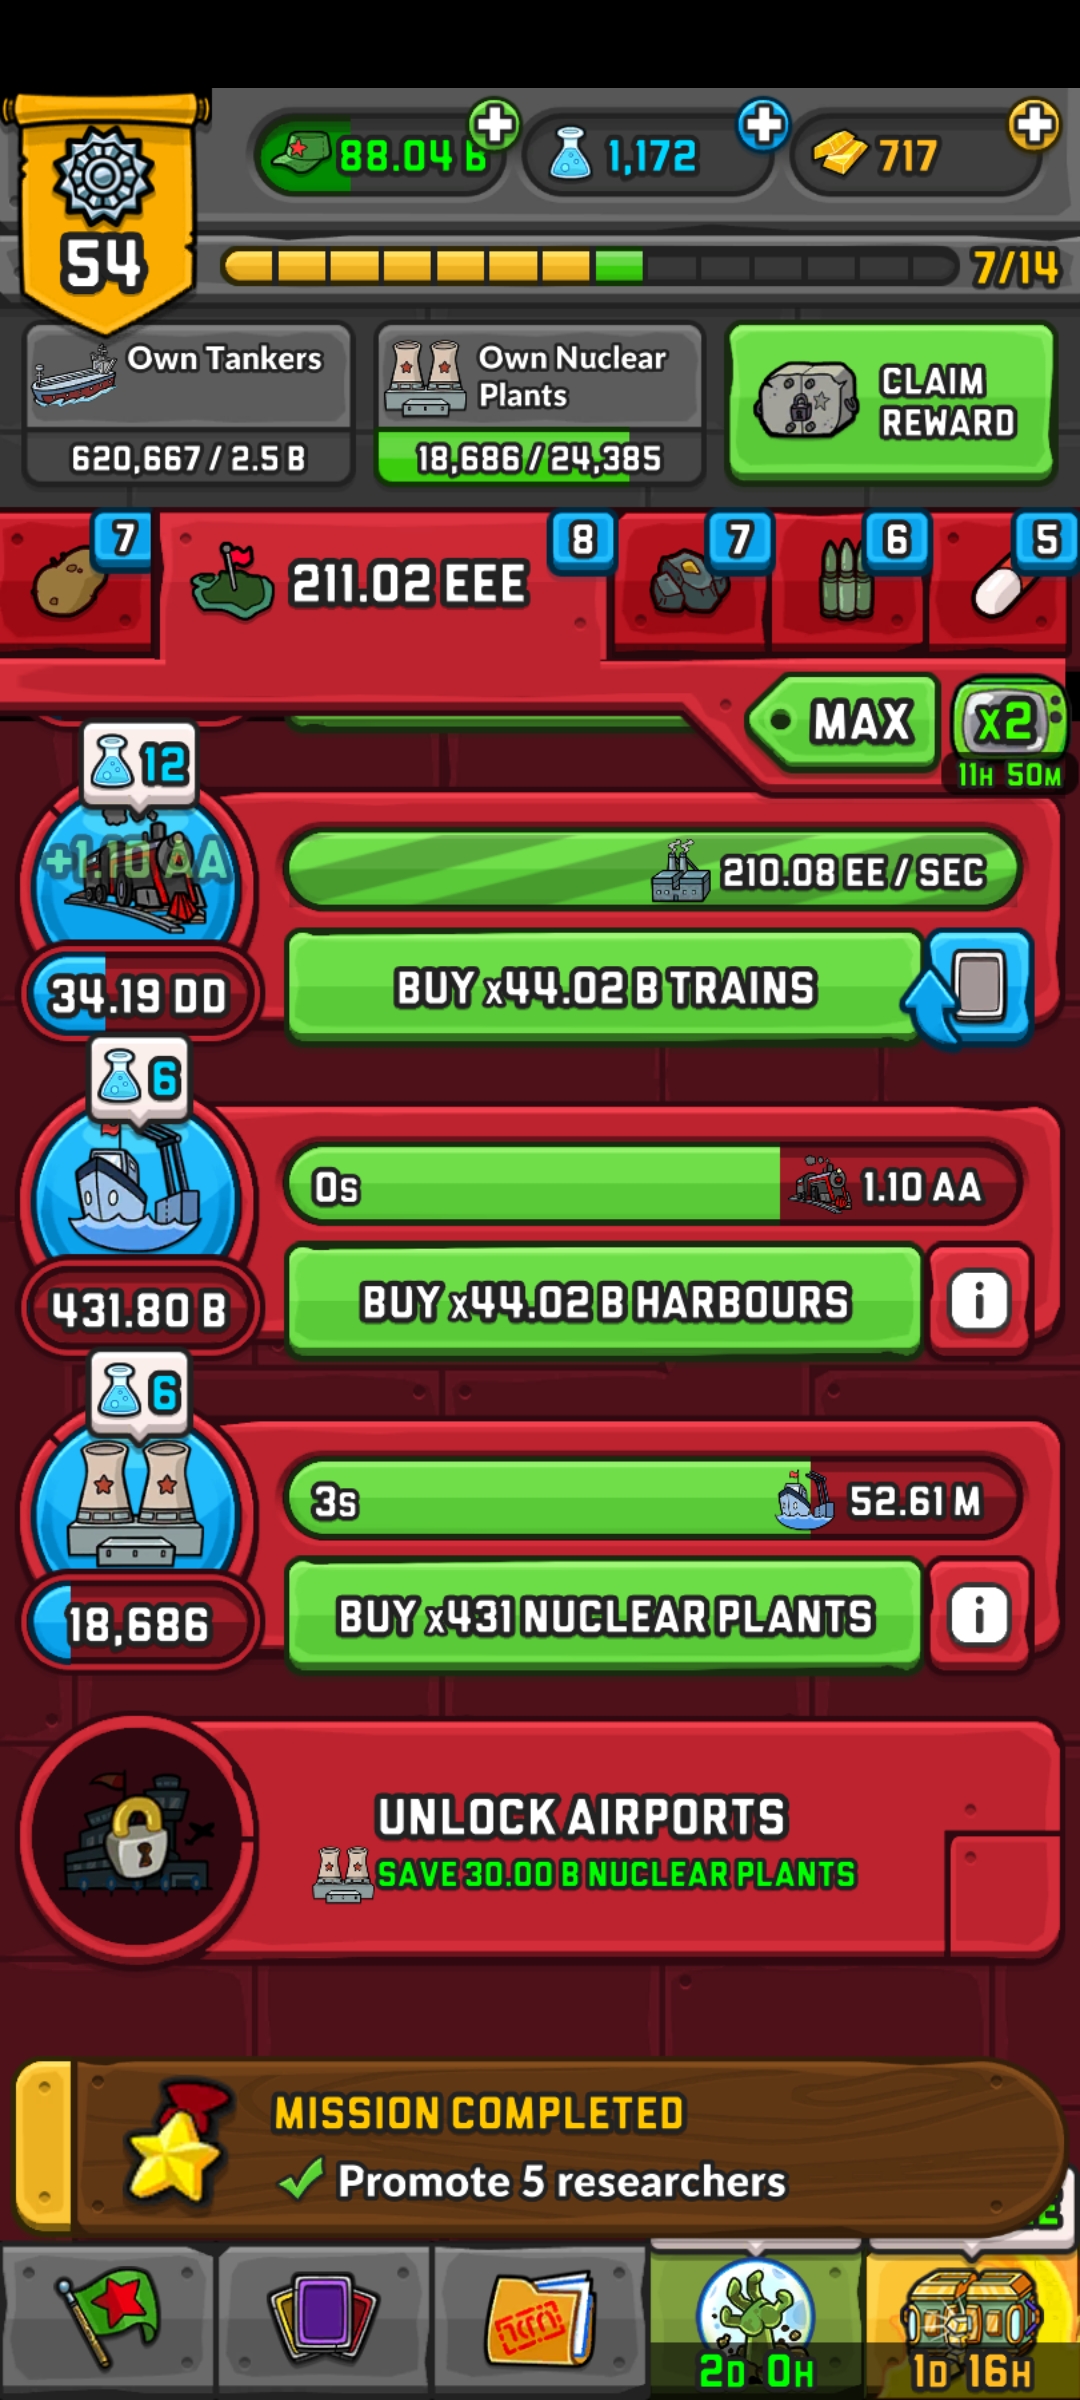 54
88.04 B
1,172
717
7/14
Own Tankers
620,667 / 2.5 B
Own Nuclear
Plants
18,686 / 24,385
CLAIM
REWARD
7
211.02 EEE
8
7
6
5
MAX
x2
11H 50M
12
+1.10 AA
210.08 EE / SEC
34.19 DD
BUY x44.02 B TRAINS
6
0s
1.10 AA
431.80 B
BUY x44.02 B HARBOURS
i
6
3s
52.61 M
18,686
BUY x431 NUCLEAR PLANTS
i
UNLOCK AIRPORTS
SAVE 30.00 B NUCLEAR PLANTS
MISSION COMPLETED
Promote 5 researchers
2D 0H
1D 16H